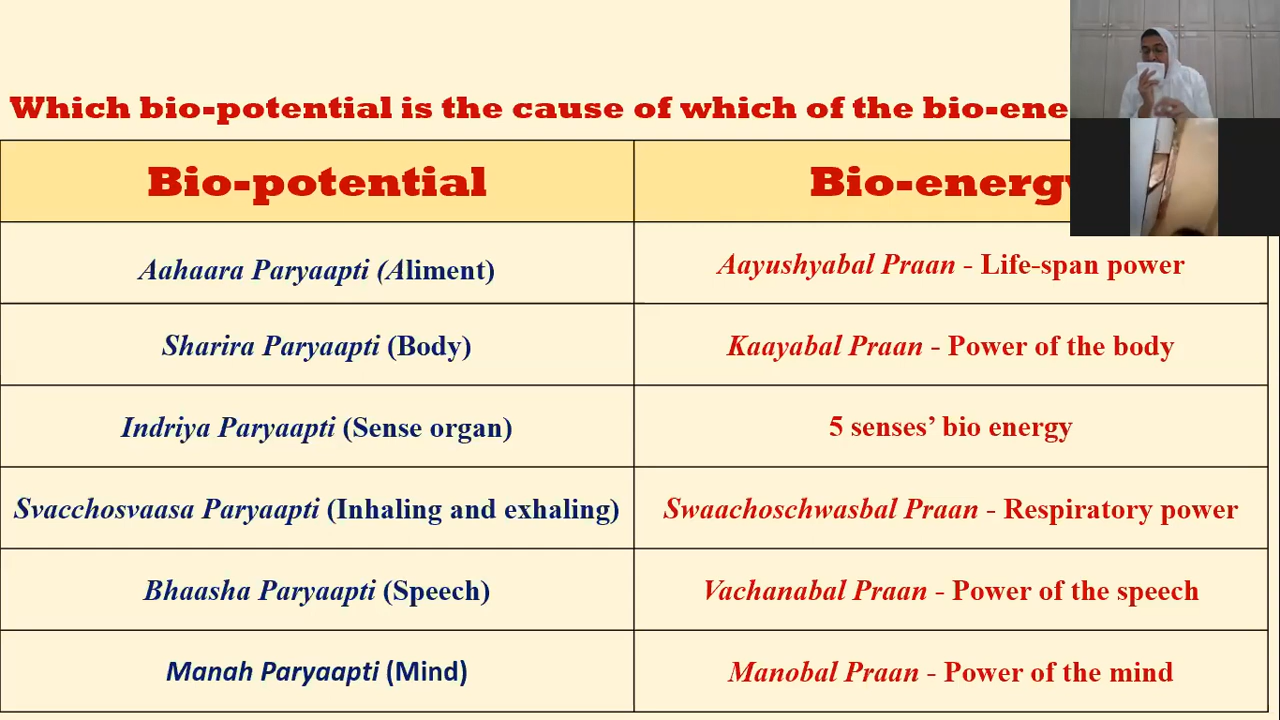 Which bio-potential is the cause of which of the bio-ene
Bio-potential
Bio-energy
Aahaara Paryaapti (Aliment)
Aayushyabal Praan - Life-span power
Sharira Paryaapti (Body)
Kaayabal Praan - Power of the body
Indriya Paryaapti (Sense organ)
5 senses’ bio energy
Svacchosvaasa Paryaapti (Inhaling and exhaling)
Swaachoschwasbal Praan - Respiratory power
Bhaasha Paryaapti (Speech)
Vachanabal Praan - Power of the speech
Manah Paryaapti (Mind)
Manobal Praan - Power of the mind